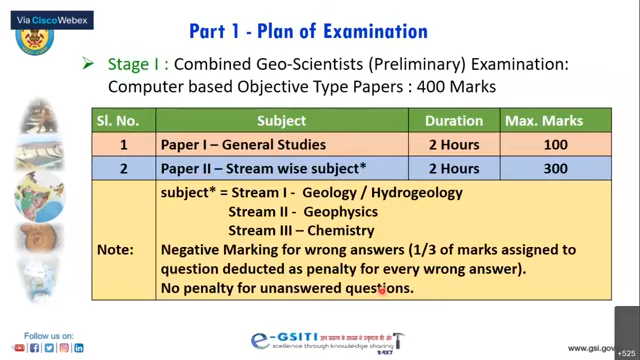 Via Cisco Webex
Part 1 - Plan of Examination
Stage I : Combined Geo-Scientists (Preliminary) Examination:
Computer based Objective Type Papers : 400 Marks
Sl. No. Subject Duration Max. Marks
1 Paper I – General Studies 2 Hours 100
2 Paper II – Stream wise subject* 2 Hours 300
subject* = Stream I - Geology / Hydrogeology
Stream II - Geophysics
Stream III – Chemistry
Note: Negative Marking for wrong answers (1/3 of marks assigned to
question deducted as penalty for every wrong answer).
No penalty for unanswered questions.
Follow us on:
e-GSITI
excellence through knowledge sharing
24X7
www.gsi.gov
+525